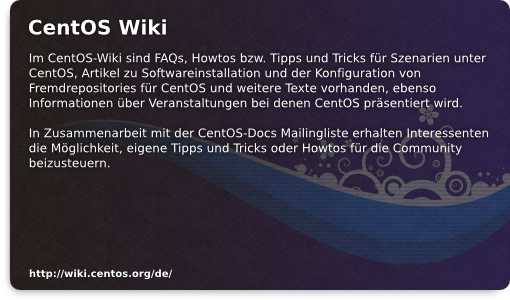 CentOS Wiki
Im CentOS-Wiki sind FAQs, Howtos bzw. Tipps und Tricks für Szenarien unter
CentOS, Artikel zu Softwareinstallation und der Konfiguration von
Fremdrepositories für CentOS und weitere Texte vorhanden, ebenso
Informationen über Veranstaltungen bei denen CentOS präsentiert wird.
In Zusammenarbeit mit der CentOS-Docs Mailingliste erhalten Interessenten
die Möglichkeit, eigene Tipps und Tricks oder Howtos für die Community
beizusteuern.
http://wiki.centos.org/de/